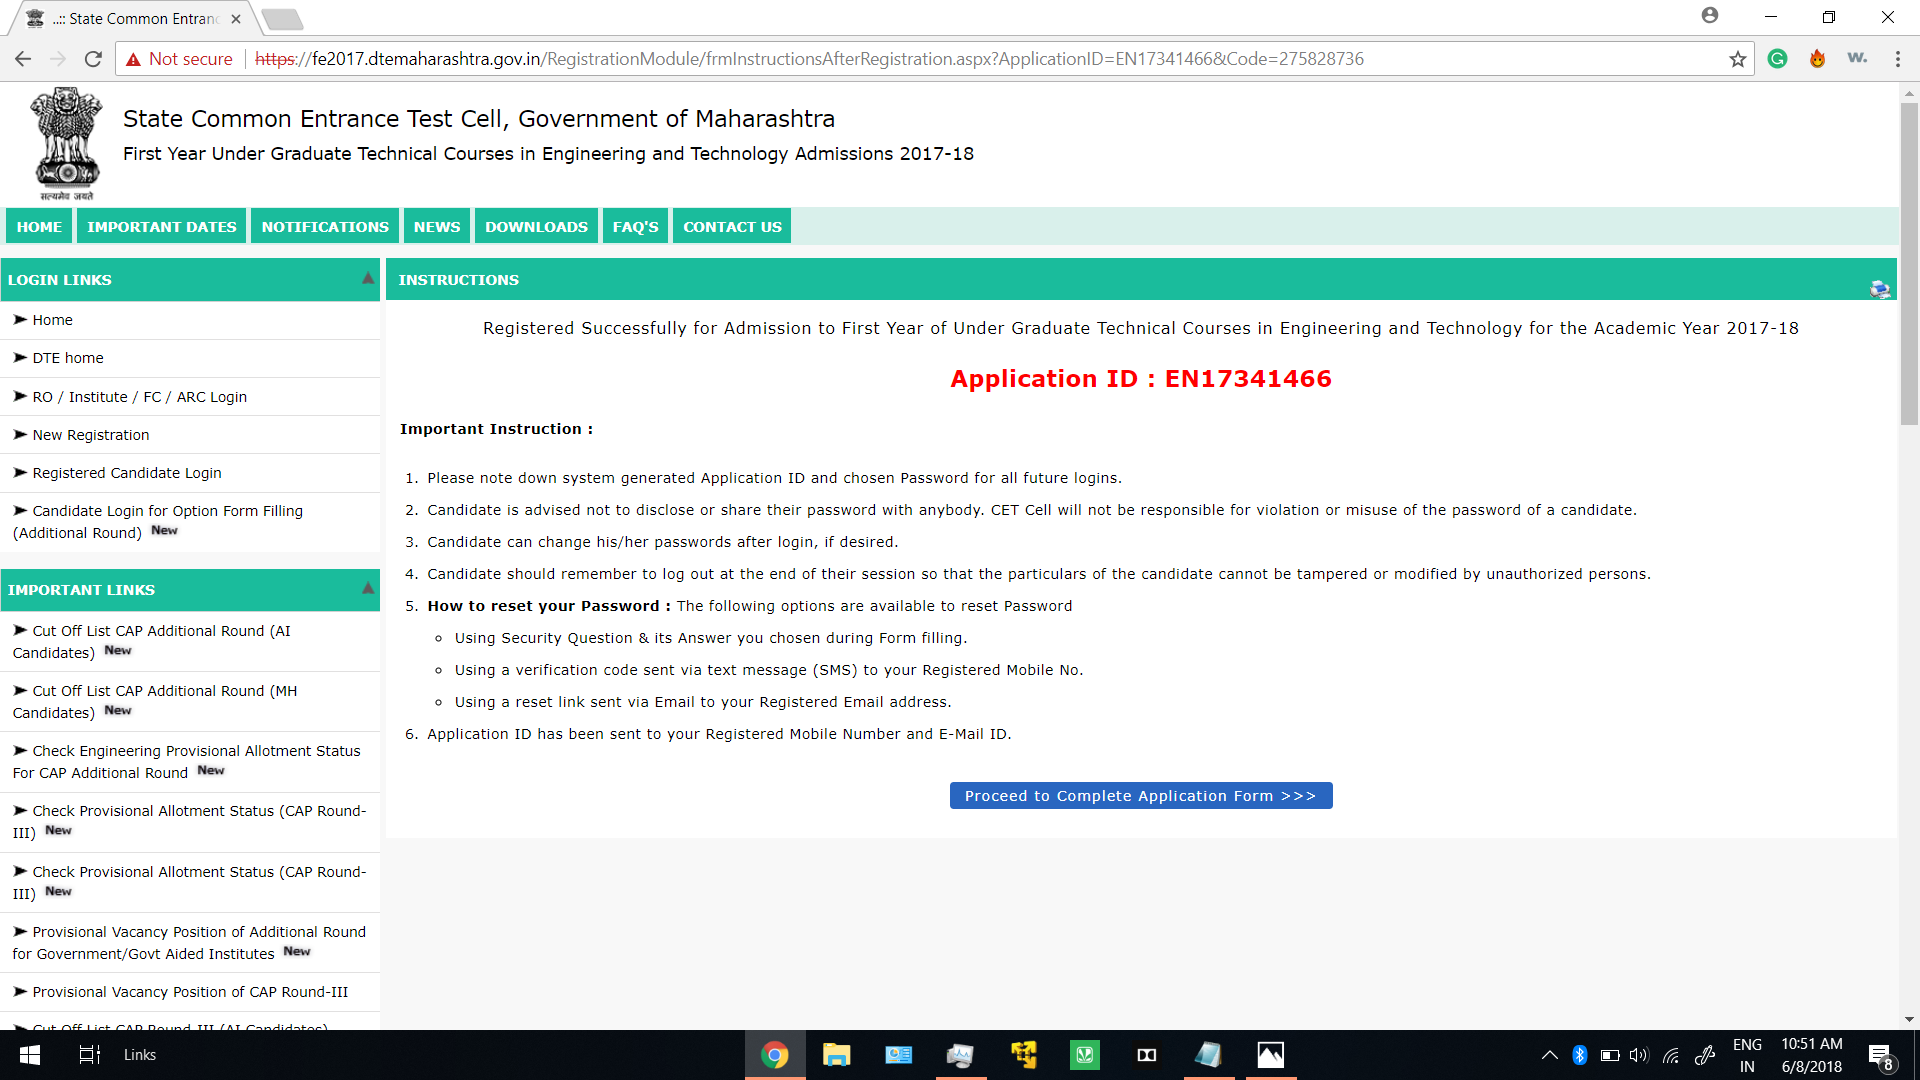 ..:: State Common Entranc
Not secure
https://fe2017.dtemaharashtra.gov.in/RegistrationModule/frmInstructionsAfterRegistration.aspx?ApplicationID=EN17341466&Code=275828736
सत्यमेव जयते
State Common Entrance Test Cell, Government of Maharashtra
First Year Under Graduate Technical Courses in Engineering and Technology Admissions 2017-18
HOME IMPORTANT DATES NOTIFICATIONS NEWS DOWNLOADS FAQ'S CONTACT US
LOGIN LINKS
Home
DTE home
RO / Institute / FC / ARC Login
New Registration
Registered Candidate Login
Candidate Login for Option Form Filling
(Additional Round) New
IMPORTANT LINKS
Cut Off List CAP Additional Round (AI
Candidates) New
Cut Off List CAP Additional Round (MH
Candidates) New
Check Engineering Provisional Allotment Status
For CAP Additional Round New
Check Provisional Allotment Status (CAP Round-
III) New
Check Provisional Allotment Status (CAP Round-
III) New
Provisional Vacancy Position of Additional Round
for Government/Govt Aided Institutes New
Provisional Vacancy Position of CAP Round-III
Cut Off List CAP Round-III (AI Candidates)
INSTRUCTIONS
Registered Successfully for Admission to First Year of Under Graduate Technical Courses in Engineering and Technology for the Academic Year 2017-18
Application ID : EN17341466
Important Instruction :
1. Please note down system generated Application ID and chosen Password for all future logins.
2. Candidate is advised not to disclose or share their password with anybody. CET Cell will not be responsible for violation or misuse of the password of a candidate.
3. Candidate can change his/her passwords after login, if desired.
4. Candidate should remember to log out at the end of their session so that the particulars of the candidate cannot be tampered or modified by unauthorized persons.
5. How to reset your Password : The following options are available to reset Password
Using Security Question & its Answer you chosen during Form filling.
Using a verification code sent via text message (SMS) to your Registered Mobile No.
Using a reset link sent via Email to your Registered Email address.
6. Application ID has been sent to your Registered Mobile Number and E-Mail ID.
Proceed to Complete Application Form >>>
Links
ENG
IN
10:51 AM
6/8/2018
8